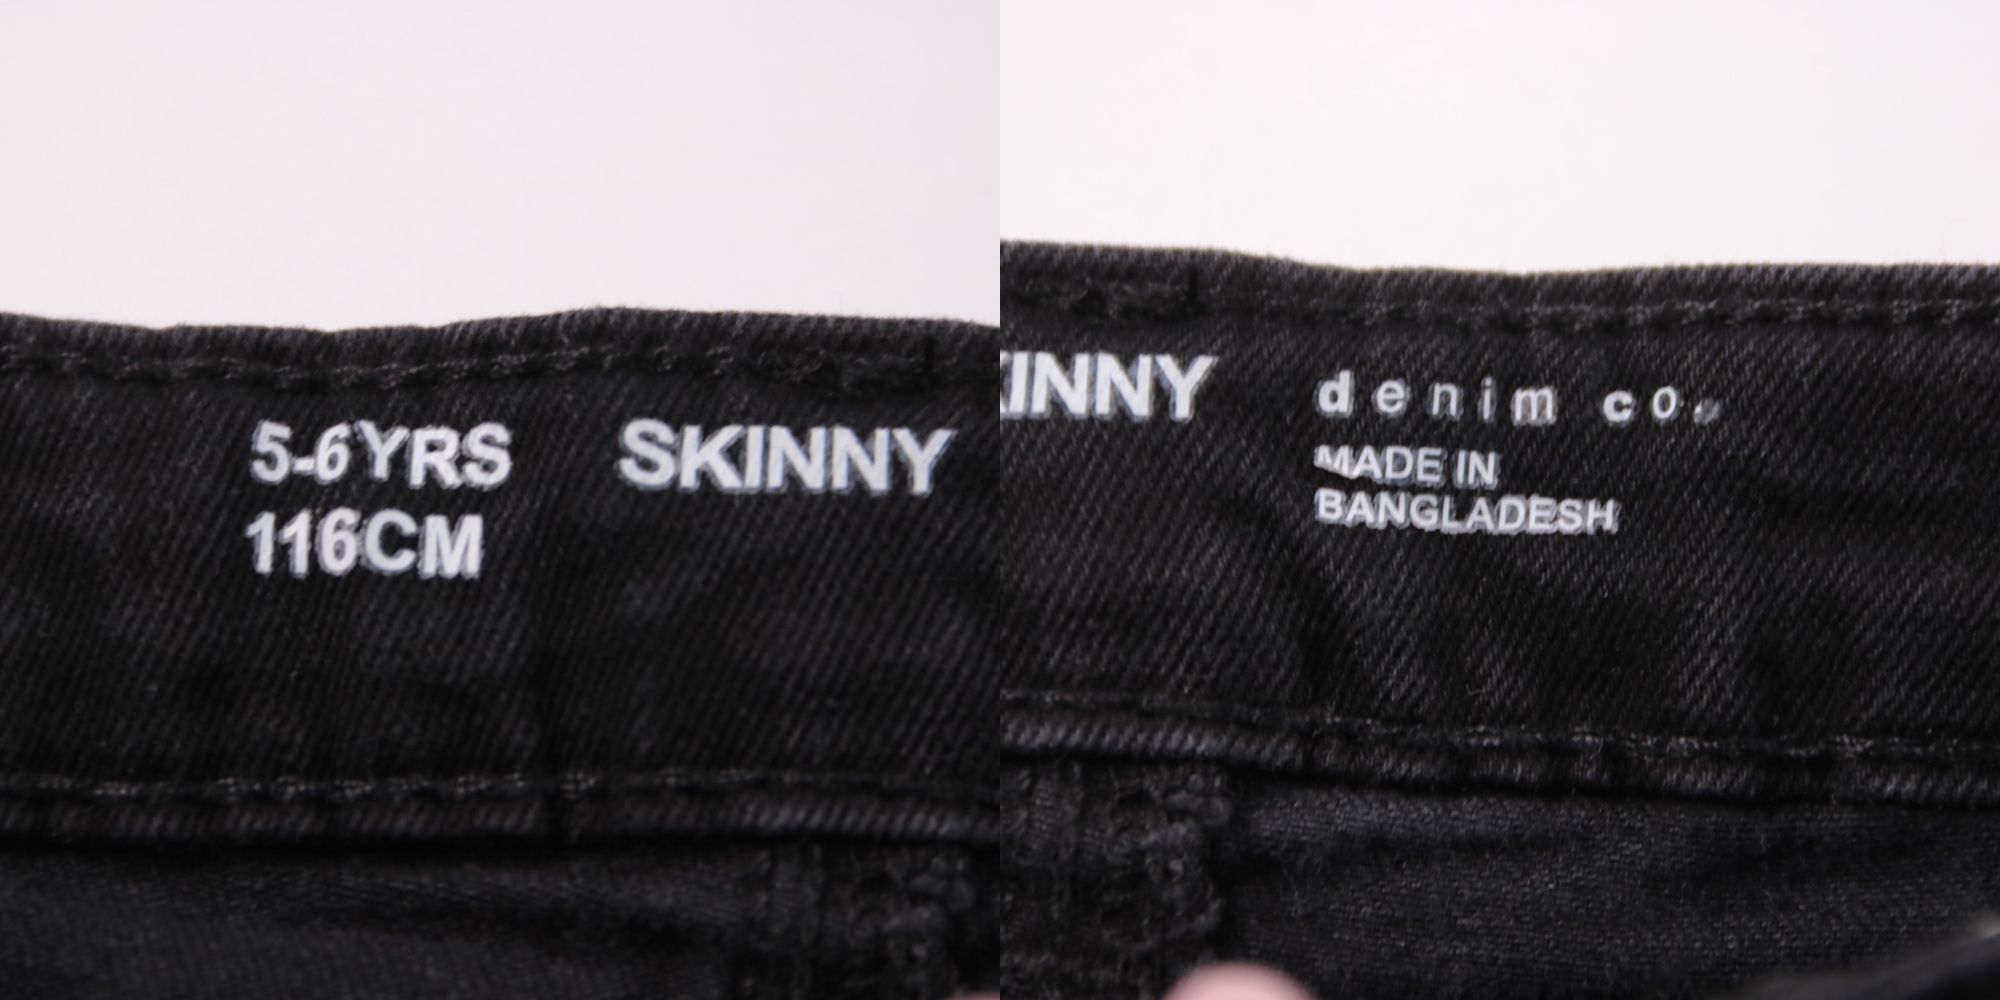 5-6YRS
116CM
SKINNY
INNY
denim co.
MADE IN
BANGLADESH